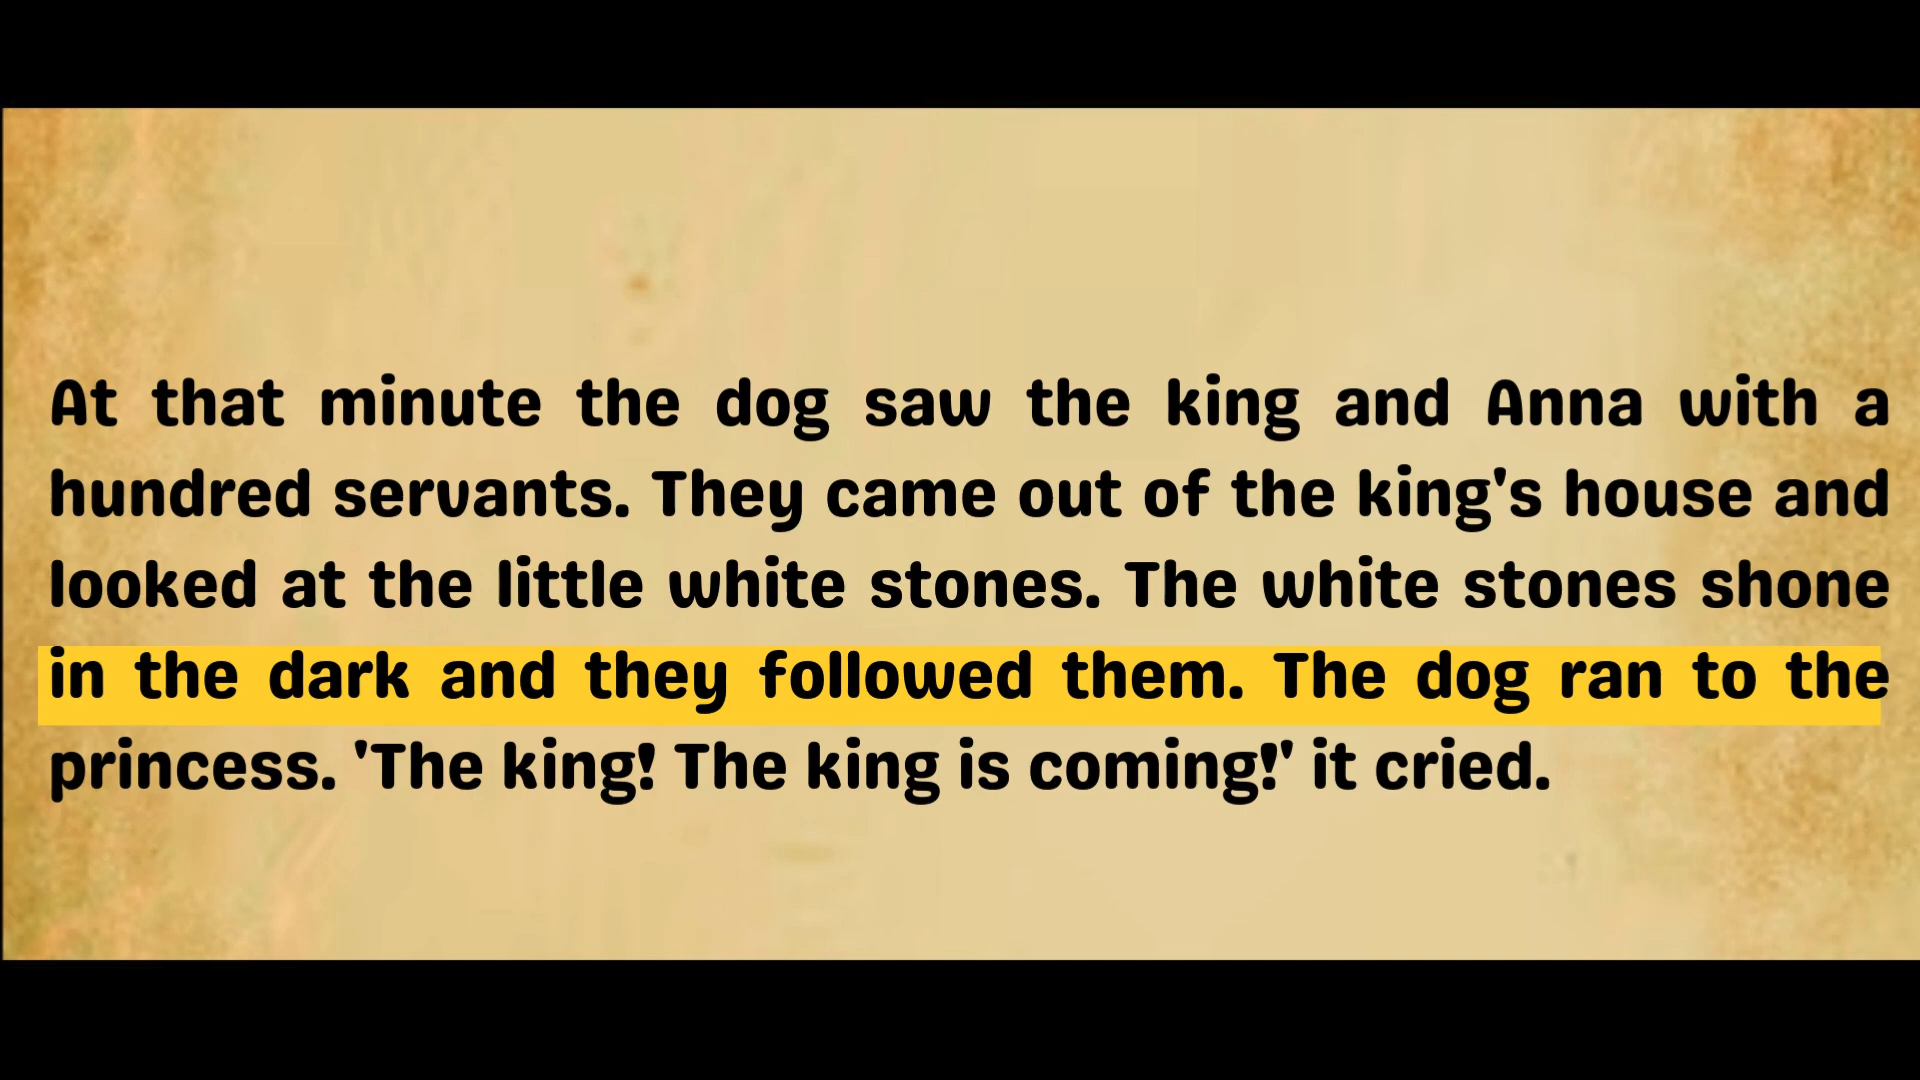 At that minute the dog saw the king and Anna with a
hundred servants. They came out of the king's house and
looked at the little white stones. The white stones shone
in the dark and they followed them. The dog ran to the
princess. 'The king! The king is coming!' it cried.